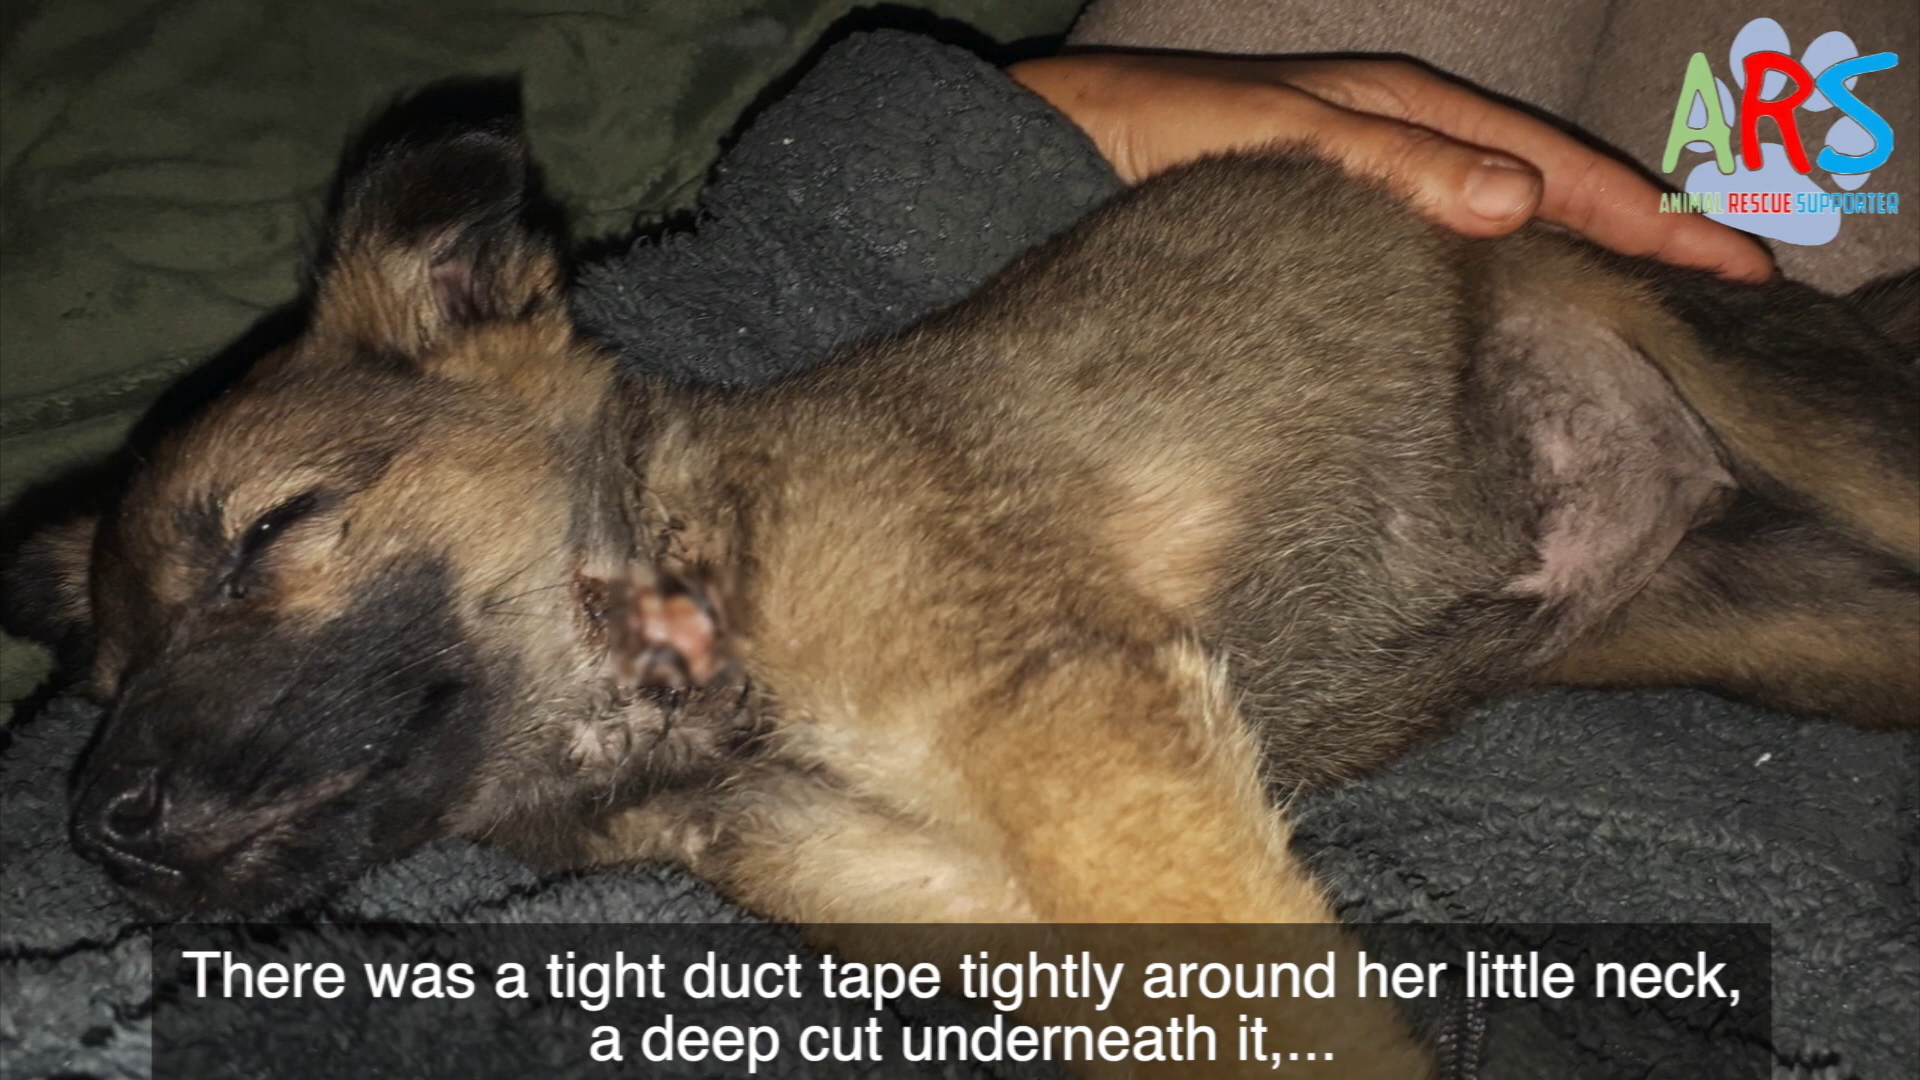 ARS
ANIMAL RESCUE SUPPORTER
There was a tight duct tape tightly around her little neck,
a deep cut underneath it,...